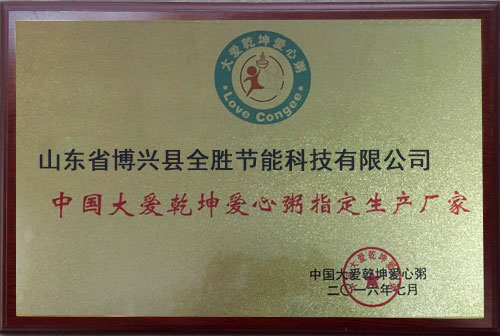 大爱乾坤爱心粥
Love Congee
山东省博兴县全胜节能科技有限公司
中国大爱乾坤爱心粥指定生产厂家
中国大爱乾坤爱心粥
二〇一六年七月